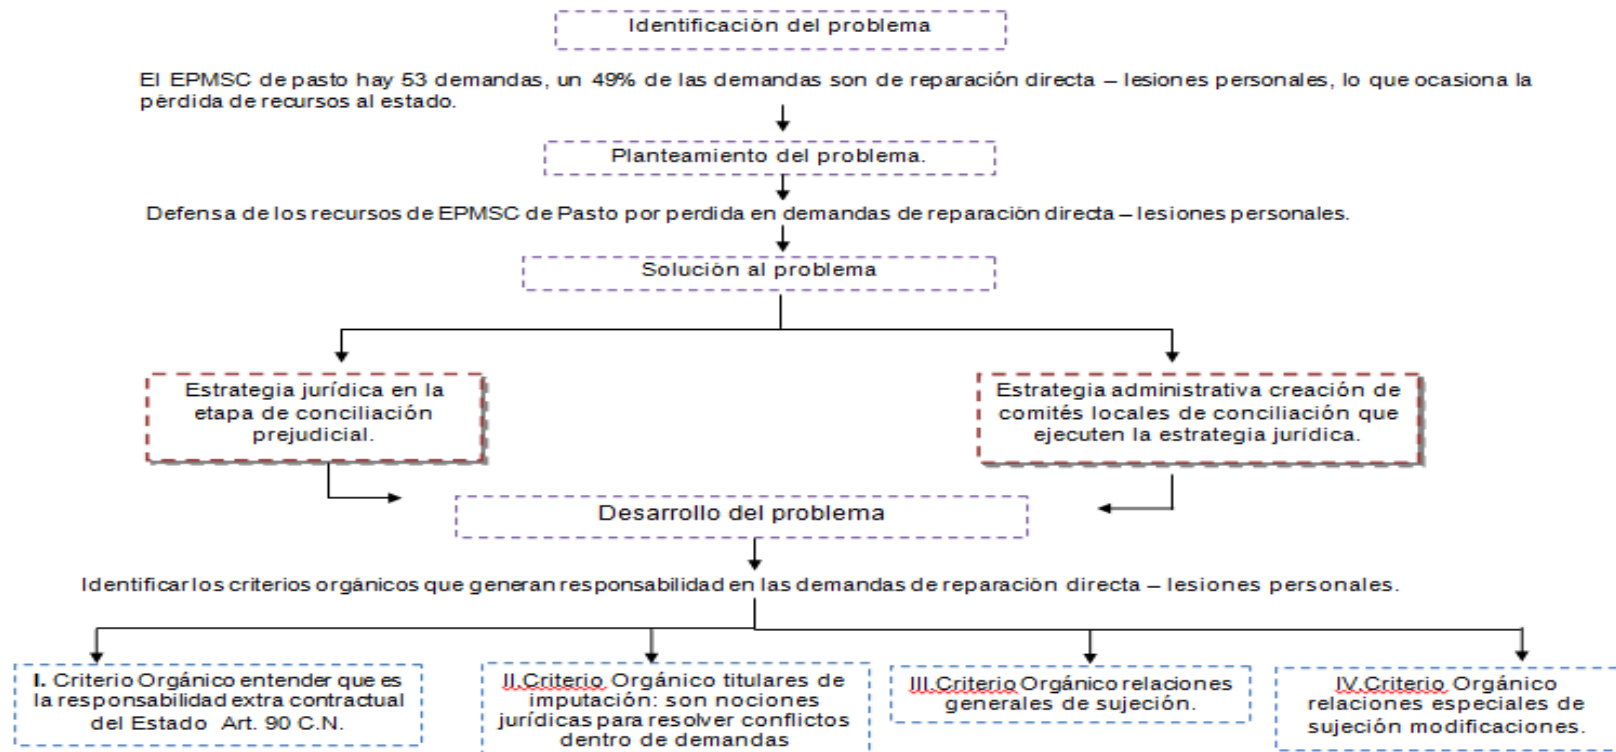 Identificación del problema
El EPMSC de pasto hay 53 demandas, un 49% de las demandas son de reparación directa – lesiones personales, lo que ocasiona la
pérdida de recursos al estado.
Planteamiento del problema.
Defensa de los recursos de EPMSC de Pasto por perdida en demandas de reparación directa – lesiones personales.
Solución al problema
Estrategia jurídica en la
etapa de conciliación
prejudicial.
Estrategia administrativa creación de
comités locales de conciliación que
ejecuten la estrategia jurídica.
Desarrollo del problema
Identificar los criterios orgánicos que generan responsabilidad en las demandas de reparación directa – lesiones personales.
I. Criterio Orgánico entender que es
la responsabilidad extra contractual
del Estado Art. 90 C.N.
II.Criterio Orgánico titulares de
imputación: son nociones
jurídicas para resolver conflictos
dentro de demandas
III.Criterio Orgánico relaciones
generales de sujeción.
IV.Criterio Orgánico
relaciones especiales de
sujeción modificaciones.